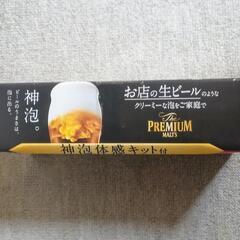 神泡。
ビールのうまさは、
泡に出る。
お店の生ビールのような
クリーミーな泡をご家庭で
The
PREMIUM
MALT'S
神泡体感キット付